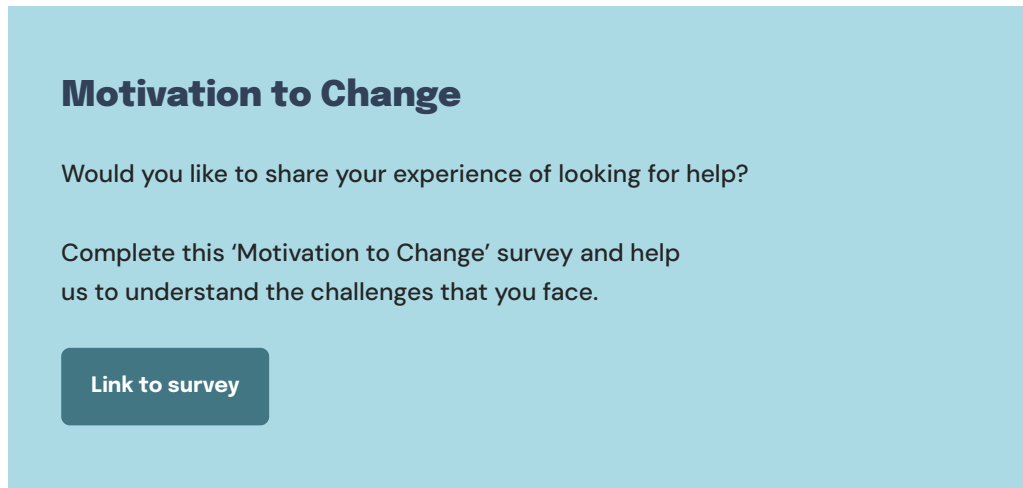 Motivation to Change
Would you like to share your experience of looking for help?
Complete this ‘Motivation to Change’ survey and help
us to understand the challenges that you face.
Link to survey